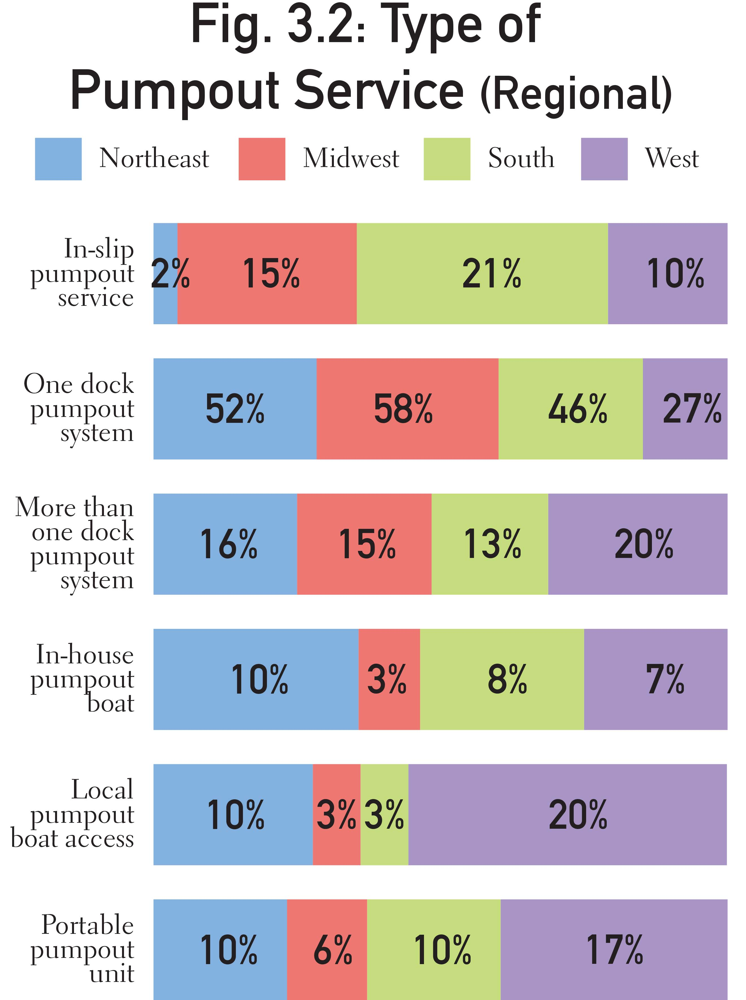 Fig. 3.2: Type of
Pumpout Service (Regional)
Northeast Midwest South West
In-slip
pumpout
service
2% 15% 21% 10%
One dock
pumpout
system
52% 58% 46% 27%
More than
one dock
pumpout
system
16% 15% 13% 20%
In-house
pumpout
boat
10% 3% 8% 7%
Local
pumpout
boat access
10% 3% 3% 20%
Portable
pumpout
unit
10% 6% 10% 17%